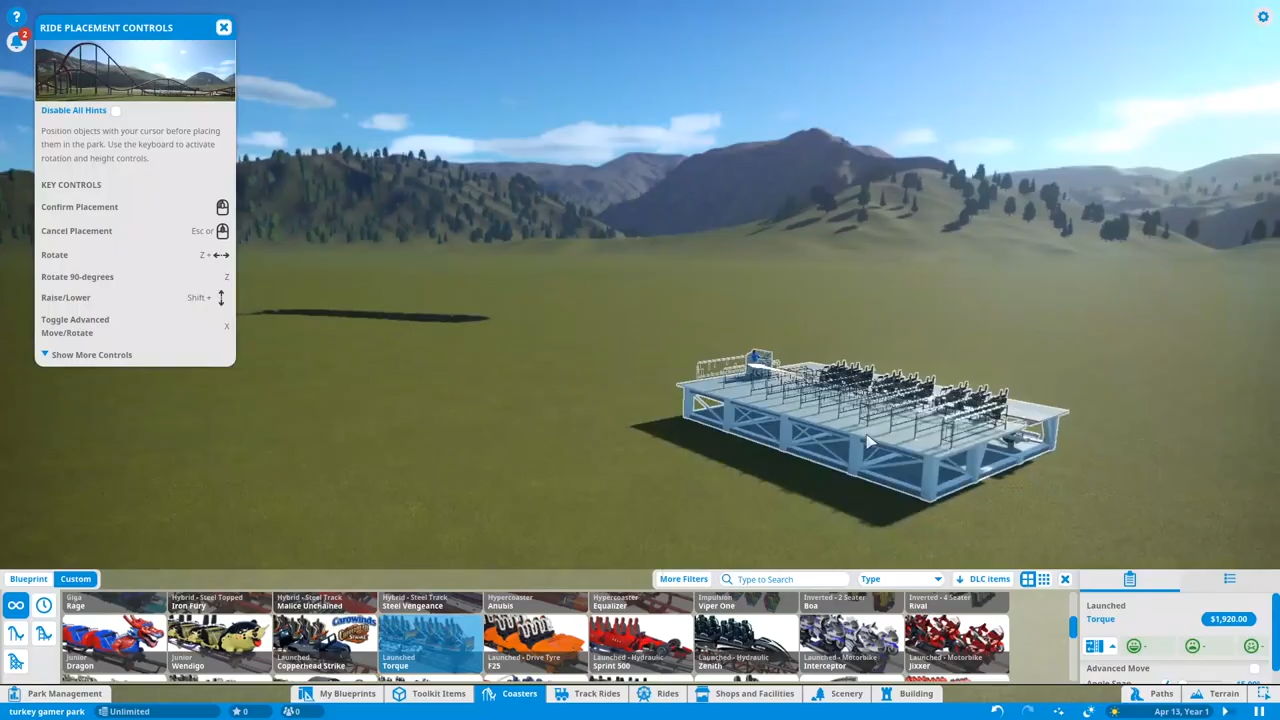 ?
2
RIDE PLACEMENT CONTROLS
Disable All Hints
Position objects with your cursor before placing
them in the park. Use the keyboard to activate
rotation and height controls.
KEY CONTROLS
Confirm Placement
Cancel Placement Esc or
Rotate Z +
Rotate 90-degrees Z
Raise/Lower Shift +
Toggle Advanced
Move/Rotate X
Show More Controls
Blueprint Custom More Filters Type to Search Type DLC items
Giga
Rage
Hybrid - Steel Topped
Iron Fury
Hybrid - Steel Track
Malice Unchained
Hybrid - Steel Track
Steel Vengeance
Hypercoaster
Anubis
Hypercoaster
Equalizer
Impulsion
Viper One
Inverted - 2 Seater
Boa
Inverted - 4 Seater
Rival
Junior
Dragon
Junior
Wendigo
Carowinds
Launched
Copperhead Strike
Launched
Torque
Launched - Drive Tyre
F25
Launched - Hydraulic
Sprint 500
Launched - Hydraulic
Zenith
Launched - Motorbike
Interceptor
Launched - Motorbike
Jixxer
Launched
Torque $1,920.00
Advanced Move
Park Management My Blueprints Toolkit Items Coasters Track Rides Rides Shops and Facilities Scenery Building Paths Terrain
turkey gamer park Unlimited 0 0 Apr 13, Year 1